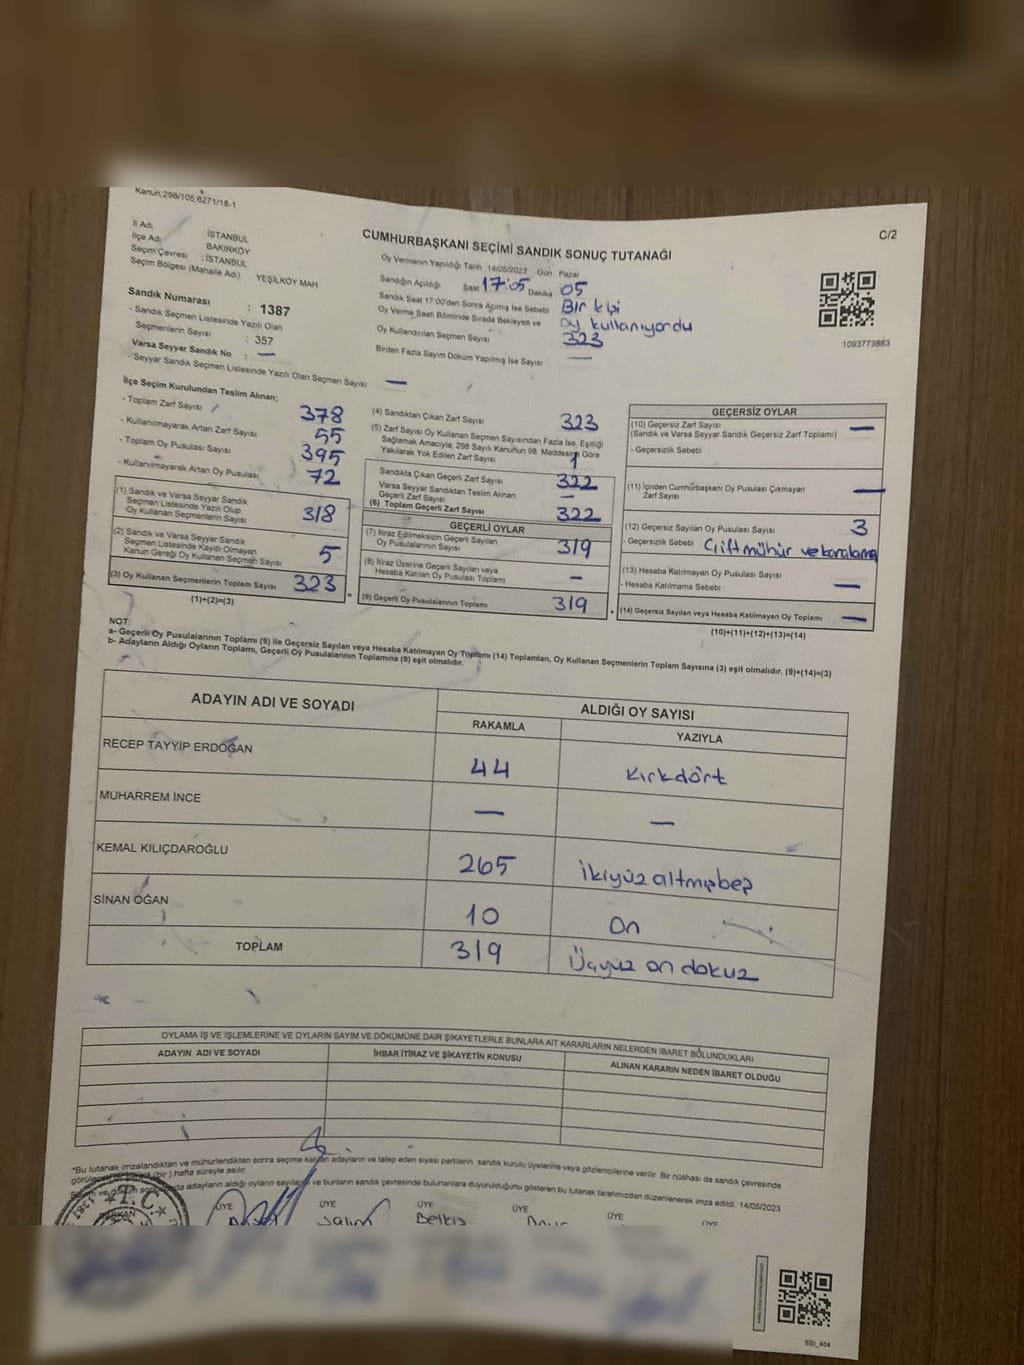 Kanun 298/105,6271/18-1
C/2
CUMHURBAŞKANI SEÇİMİ SANDIK SONUÇ TUTANAĞI
İl Adı : İSTANBUL
İlçe Adı : BAKIRKÖY
Seçim Çevresi : İSTANBUL
Seçim Bölgesi (Mahalle Adı) YEŞİLKÖY MAH.
Sandık Numarası : 1387
- Sandık Seçmen Listesinde Yazılı Olan
Seçmenlerin Sayısı : 357
Varsa Seyyar Sandık No : —
- Seyyar Sandık Seçmen Listesinde Yazılı Olan Seçmen Sayısı: —
Oy Vermenin Yapıldığı Tarih 14/05/2023 Gün Pazar
Sandığın Açıldığı Saat 17:05 Dakika 05
Sandık Saat 17:00'den Sonra Açılmış İse Sebebi Bir kişi
Oy Verme Saati Bitiminde Sırada Bekleyen ve oy kullanıyordu
Oy Kullandırılan Seçmen Sayısı 323
Birden Fazla Sayım Döküm Yapılmış İse Sayısı —
1093773883
İlçe Seçim Kurulundan Teslim Alınan;
- Toplam Zarf Sayısı 378
- Kullanılmayarak Artan Zarf Sayısı 55
- Toplam Oy Pusulası Sayısı 395
- Kullanılmayarak Artan Oy Pusulası 72
(1) Sandık ve Varsa Seyyar Sandık
Seçmen Listesinde Yazılı Olup
Oy Kullanan Seçmenlerin Sayısı 318
(2) Sandık ve Varsa Seyyar Sandık
Seçmen Listesinde Kayıtlı Olmayan
Kanun Gereği Oy Kullanan Seçmen Sayısı 5
(3) Oy Kullanan Seçmenlerin Toplam Sayısı 323
(1)+(2)=(3)
(4) Sandıktan Çıkan Zarf Sayısı 323
(5) Zarf Sayısı Oy Kullanan Seçmen Sayısından Fazla İse, Eşitliği
Sağlamak Amacıyla, 298 Sayılı Kanunun 98. Maddesine Göre
Yakılarak Yok Edilen Zarf Sayısı 1
Sandıkta Çıkan Geçerli Zarf Sayısı 322
Varsa Seyyar Sandıktan Teslim Alınan
Geçerli Zarf Sayısı —
(6) Toplam Geçerli Zarf Sayısı 322
GEÇERLİ OYLAR
(7) İtiraz Edilmeksizin Geçerli Sayılan
Oy Pusulalarının Sayısı 319
(8) İtiraz Üzerine Geçerli Sayılan veya
Hesaba Katılan Oy Pusulası Toplamı —
(9) Geçerli Oy Pusulalarının Toplamı 319
GEÇERSİZ OYLAR
(10) Geçersiz Zarf Sayısı —
(Sandık ve Varsa Seyyar Sandık Geçersiz Zarf Toplamı)
- Geçersizlik Sebebi
(11) İçinden Cumhurbaşkanı Oy Pusulası Çıkmayan
Zarf Sayısı —
(12) Geçersiz Sayılan Oy Pusulası Sayısı 3
- Geçersizlik Sebebi Çift mühür ve karalama
(13) Hesaba Katılmayan Oy Pusulası Sayısı
- Hesaba Katılmama Sebebi —
(14) Geçersiz Sayılan veya Hesaba Katılmayan Oy Toplamı —
(10)+(11)+(12)+(13)=(14)
NOT:
a- Geçerli Oy Pusulalarının Toplamı (9) ile Geçersiz Sayılan veya Hesaba Katılmayan Oy Toplamı (14) Toplamları, Oy Kullanan Seçmenlerin Toplam Sayısına (3) eşit olmalıdır. (9)+(14)=(3)
b- Adayların Aldığı Oyların Toplamı, Geçerli Oy Pusulalarının Toplamına (9) eşit olmalıdır.
ADAYIN ADI VE SOYADI ALDIĞI OY SAYISI
RAKAMLA YAZIYLA
RECEP TAYYİP ERDOĞAN 44 Kırkdört
MUHARREM İNCE — —
KEMAL KILIÇDAROĞLU 265 İkiyüz altmışbeş
SİNAN OĞAN 10 On
TOPLAM 319 Üçyüz on dokuz
OYLAMA İŞ VE İŞLEMLERİNE VE OYLARIN SAYIM VE DÖKÜMÜNE DAİR ŞİKAYETLERLE BUNLARA AİT KARARLARIN NELERDEN İBARET BULUNDUKLARI
ADAYIN ADI VE SOYADI İHBAR İTİRAZ VE ŞİKAYETİN KONUSU ALINAN KARARIN NEDEN İBARET OLDUĞU
*Bu tutanak imzalandıktan ve mühürlendikten sonra seçime katılan adayların ve talep eden siyasi partilerin sandık kurulu üyelerine veya gözlemcilerine verilir. Bir nüshası da sandık çevresinde
görülecek (bir) hafta süreyle asılır.
Sayım ve döküm adayların aldığı oyların sayıları ve bunların sandık çevresinde bulunanlara duyurulduğunu gösteren bu tutanak tarafımızdan düzenlenerek imza edildi. 14/05/2023
T.C.
1387
BAŞKAN ÜYE ÜYE ÜYE ÜYE ÜYE ÜYE
Salim Belkıs
SSI_404